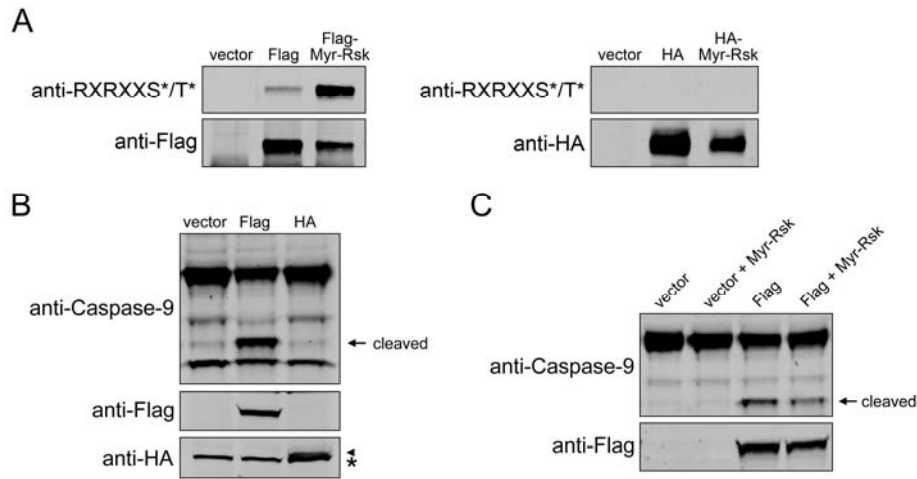 A
vector Flag Flag-
Myr-Rsk
anti-RXRXXS*/T*
anti-Flag
vector HA HA-
Myr-Rsk
anti-RXRXXS*/T*
anti-HA
B
vector Flag HA
anti-Caspase-9
cleaved
anti-Flag
anti-HA
*
C
vector
vector + Myr-Rsk
Flag
Flag + Myr-Rsk
anti-Caspase-9
cleaved
anti-Flag